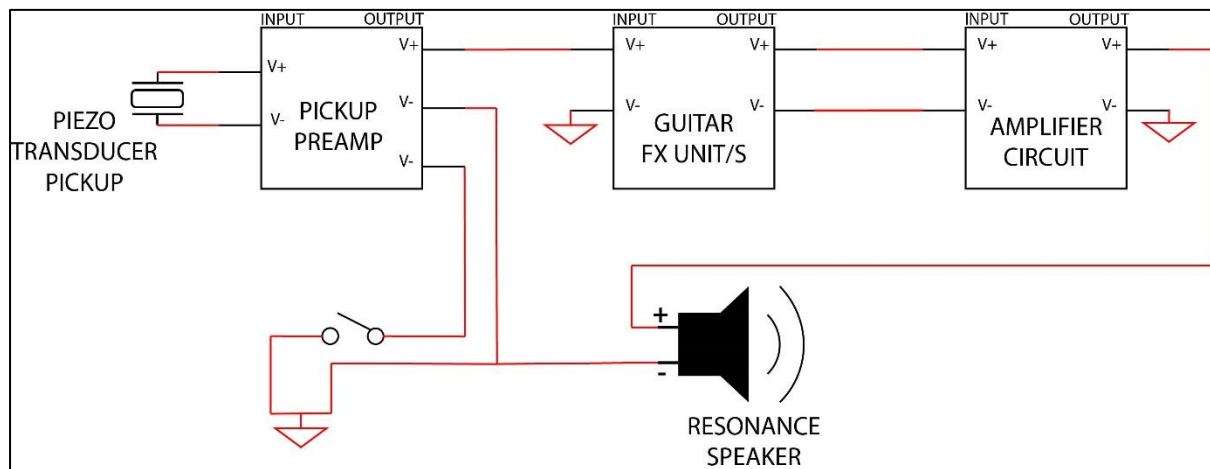 INPUT OUTPUT
INPUT OUTPUT
INPUT OUTPUT
V+
V+
V-
V-
V-
PICKUP
PREAMP
PIEZO
TRANSDUCER
PICKUP
V+
V+
V-
V-
GUITAR
FX UNIT/S
V+
V+
V-
V-
AMPLIFIER
CIRCUIT
+
-
RESONANCE
SPEAKER